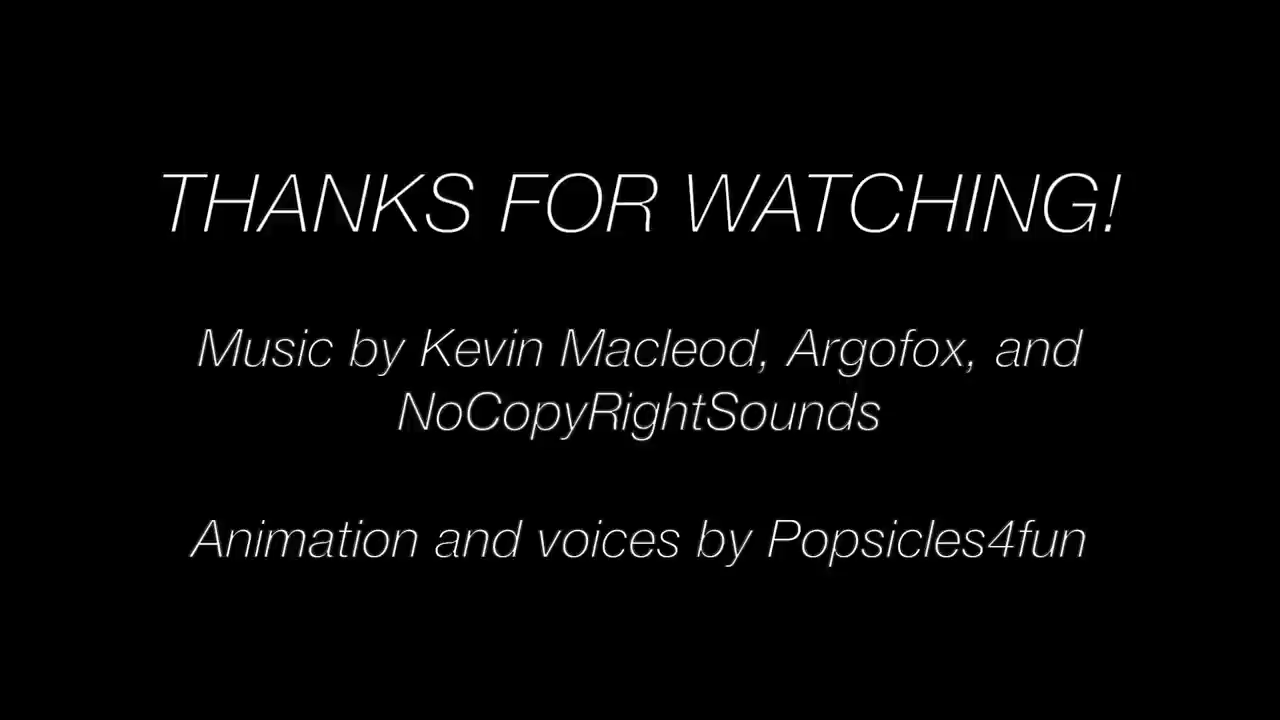 THANKS FOR WATCHING!
Music by Kevin Macleod, Argofox, and
NoCopyRightSounds
Animation and voices by Popsicles4fun